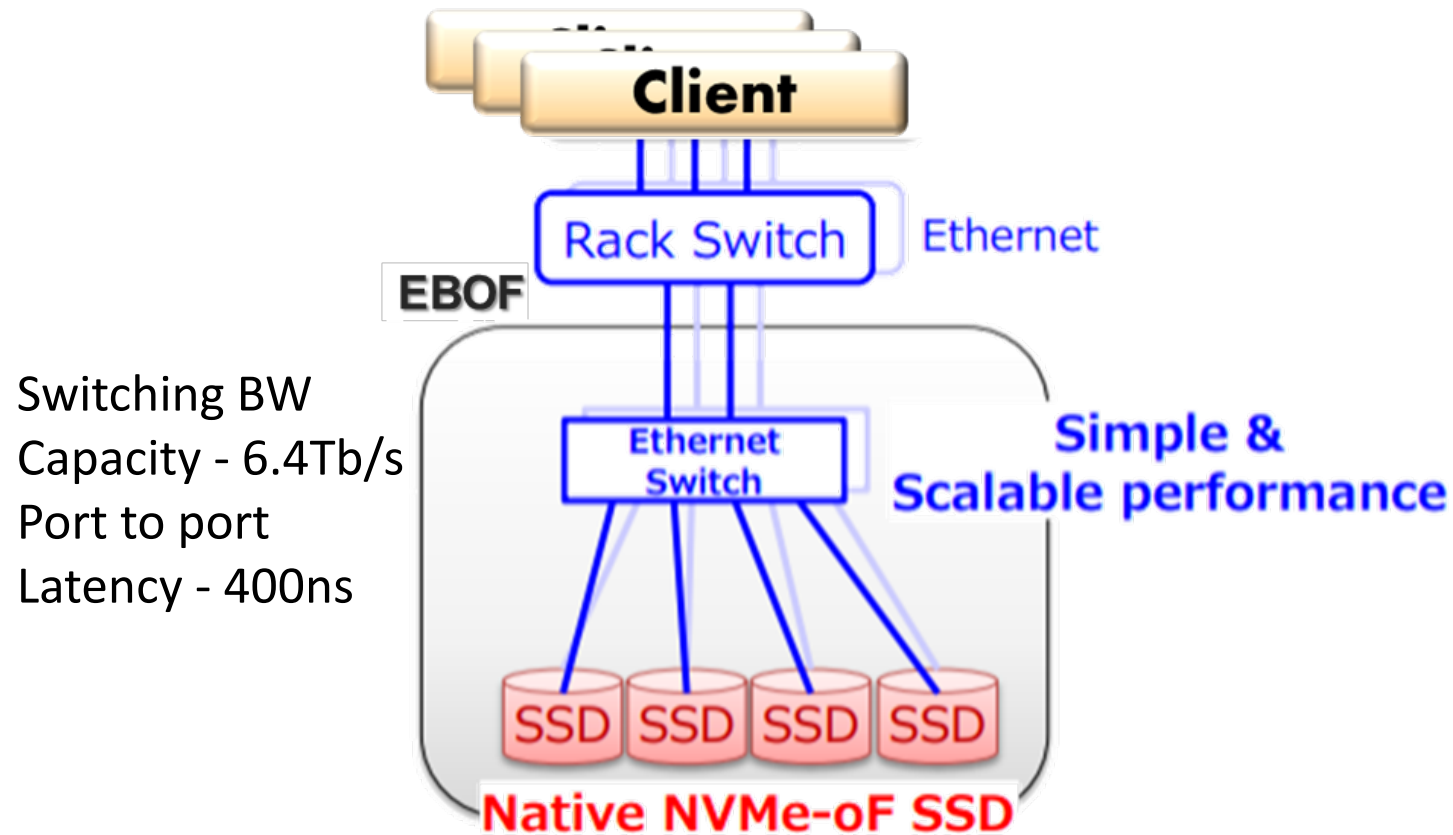 Client
Rack Switch
Ethernet
EBOF
Switching BW
Capacity - 6.4Tb/s
Port to port
Latency - 400ns
Ethernet
Switch
Simple &
Scalable performance
SSD SSD SSD SSD
Native NVMe-oF SSD